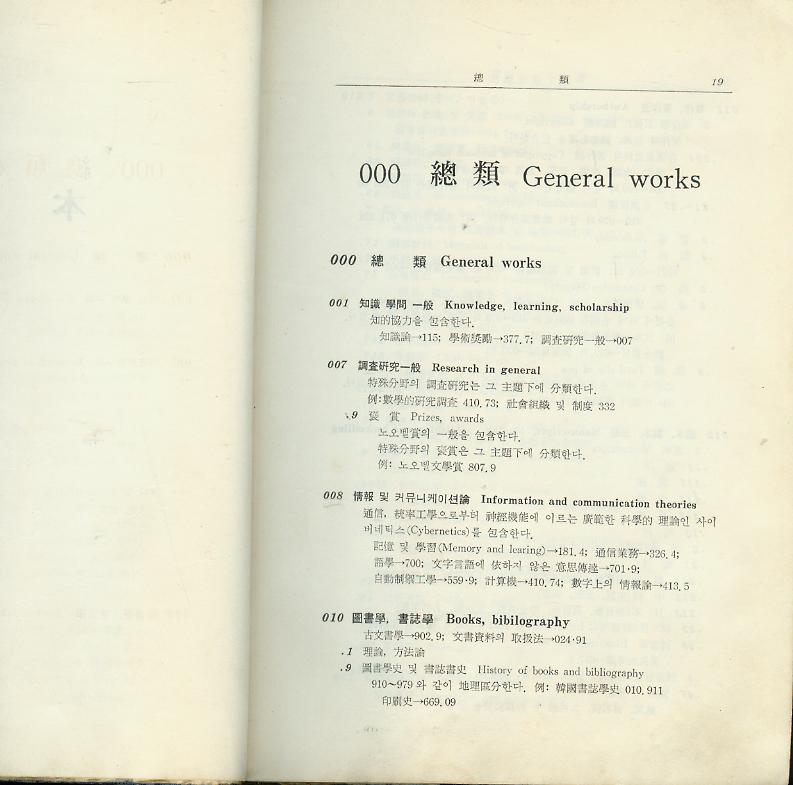 總 類 19
000 總 類 General works
000 總 類 General works
001 知識 學問 一般 Knowledge, learning, scholarship
知的協力을 包含한다.
知識論→115; 學術奬勵→377.7; 調査硏究一般→007
007 調査硏究一般 Research in general
特殊分野의 調査硏究는 그 主題下에 分類한다.
例:數學的硏究調査 410.73; 社會組織 및 制度 332
.9 褒 賞 Prizes, awards
노오벨賞의 一般을 包含한다.
特殊分野의 褒賞은 그 主題下에 分類한다.
例: 노오벨文學賞 807.9
008 情報 및 커뮤니케이션論 Information and communication theories
通信, 統率工學으로부터 神經機能에 이르는 廣範한 科學的 理論인 사이
버네틱스(Cybernetics)를 包含한다.
記憶 및 學習(Memory and learing)→181.4; 通信業務→326.4;
語學→700; 文字言語에 依하지 않은 意思傳達→701·9;
自動制禦工學→559·9; 計算機→410.74; 數字上의 情報論→413.5
010 圖書學, 書誌學 Books, bibilography
古文書學→902.9; 文書資料의 取扱法→024·91
.1 理論, 方法論
.9 圖書學史 및 書誌書史 History of books and bibliography
910~979와 같이 地理區分한다. 例: 韓國書誌學史 010.911
印刷史→669.09